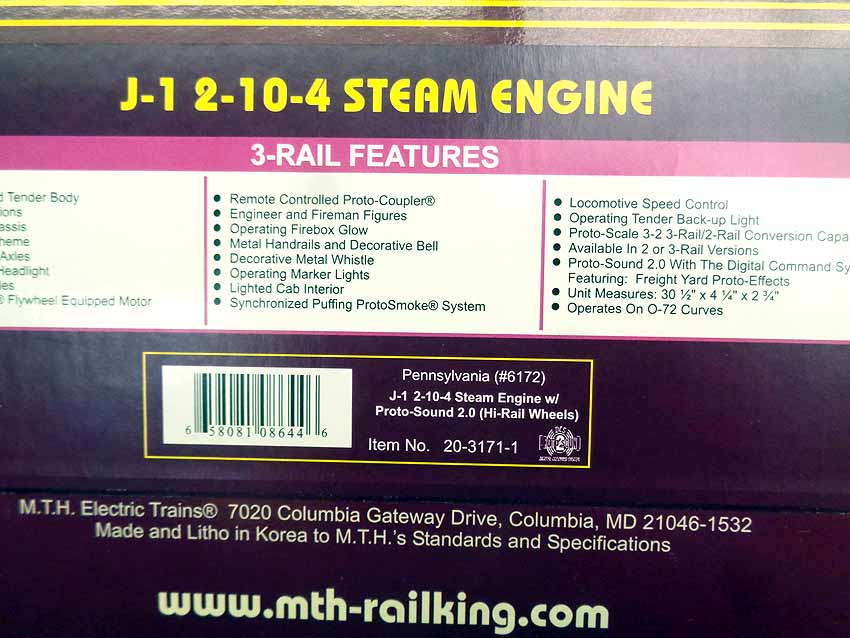 J-1 2-10-4 STEAM ENGINE
3-RAIL FEATURES
d Tender Body
ions
assis
heme
Axles
Headlight
les
® Flywheel Equipped Motor
• Remote Controlled Proto-Coupler®
• Engineer and Fireman Figures
• Operating Firebox Glow
• Metal Handrails and Decorative Bell
• Decorative Metal Whistle
• Operating Marker Lights
• Lighted Cab Interior
• Synchronized Puffing ProtoSmoke® System
• Locomotive Speed Control
• Operating Tender Back-up Light
• Proto-Scale 3-2 3-Rail/2-Rail Conversion Capa
• Available In 2 or 3-Rail Versions
• Proto-Sound 2.0 With The Digital Command Sy
Featuring: Freight Yard Proto-Effects
• Unit Measures: 30 ½" x 4 ¼" x 2 ¾"
• Operates On O-72 Curves
6 58081 08644 6
Pennsylvania (#6172)
J-1 2-10-4 Steam Engine w/
Proto-Sound 2.0 (Hi-Rail Wheels)
Item No. 20-3171-1
M.T.H. Electric Trains® 7020 Columbia Gateway Drive, Columbia, MD 21046-1532
Made and Litho in Korea to M.T.H.'s Standards and Specifications
www.mth-railking.com